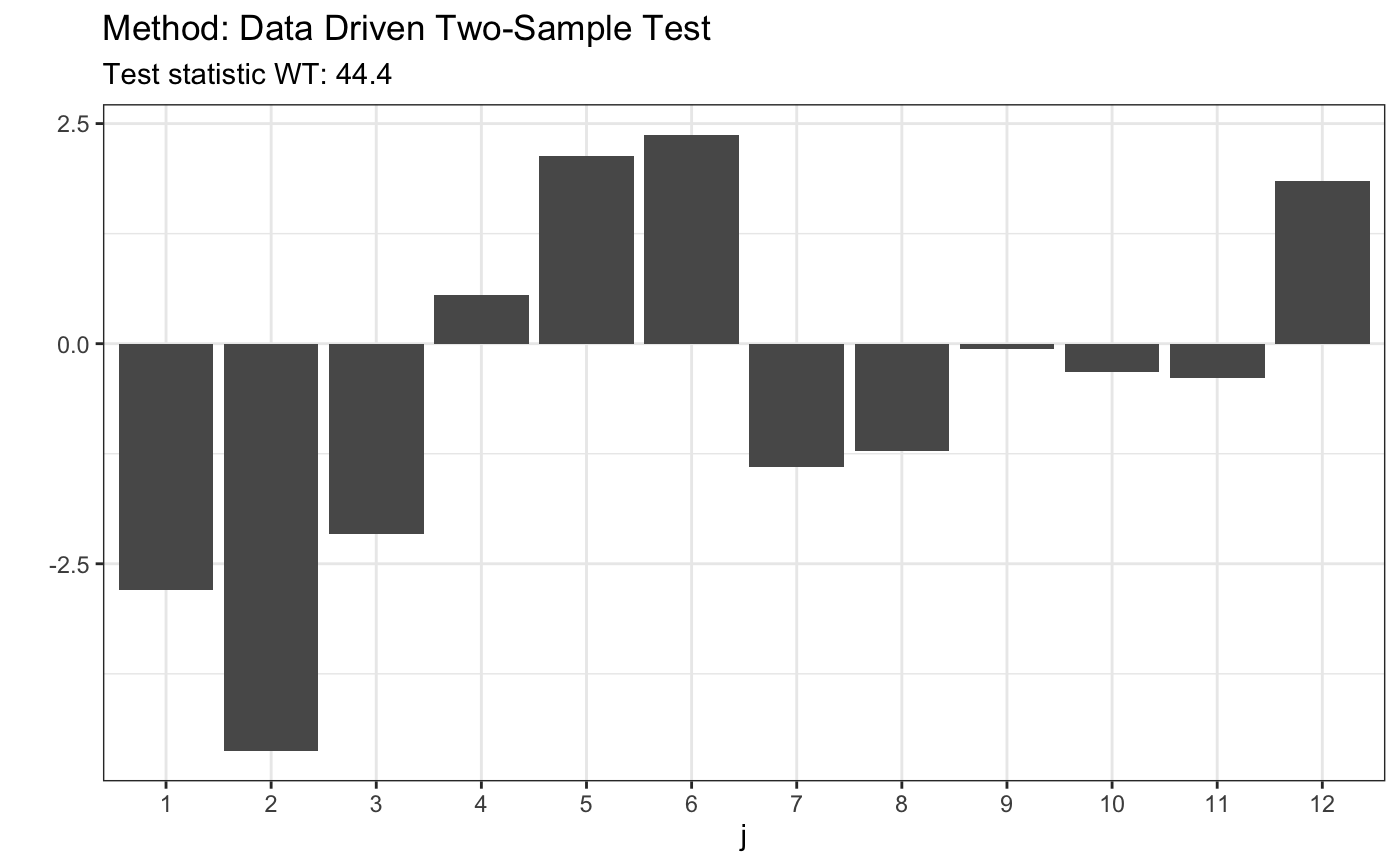 Method: Data Driven Two-Sample Test
Test statistic WT: 44.4
2.5
0.0
-2.5
1 2 3 4 5 6 7 8 9 10 11 12
j